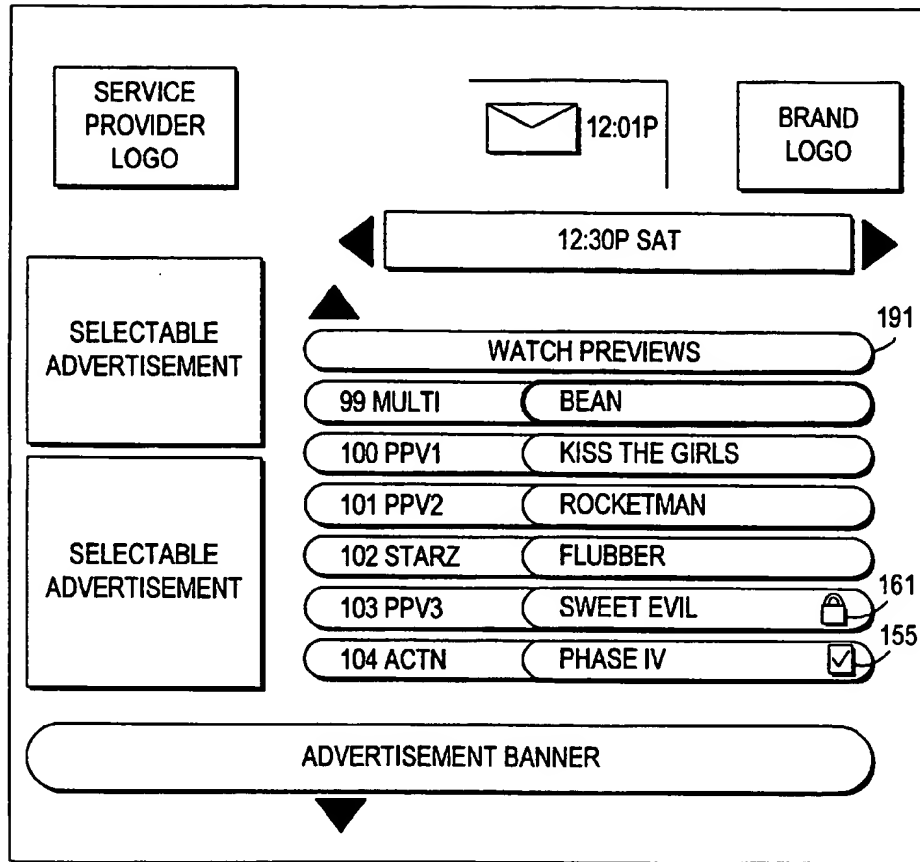 SERVICE
PROVIDER
LOGO
12:01P
BRAND
LOGO
12:30P SAT
SELECTABLE
ADVERTISEMENT
191
WATCH PREVIEWS
99 MULTI BEAN
100 PPV1 KISS THE GIRLS
101 PPV2 ROCKETMAN
102 STARZ FLUBBER
SELECTABLE
ADVERTISEMENT
161
103 PPV3 SWEET EVIL
155
104 ACTN PHASE IV
ADVERTISEMENT BANNER